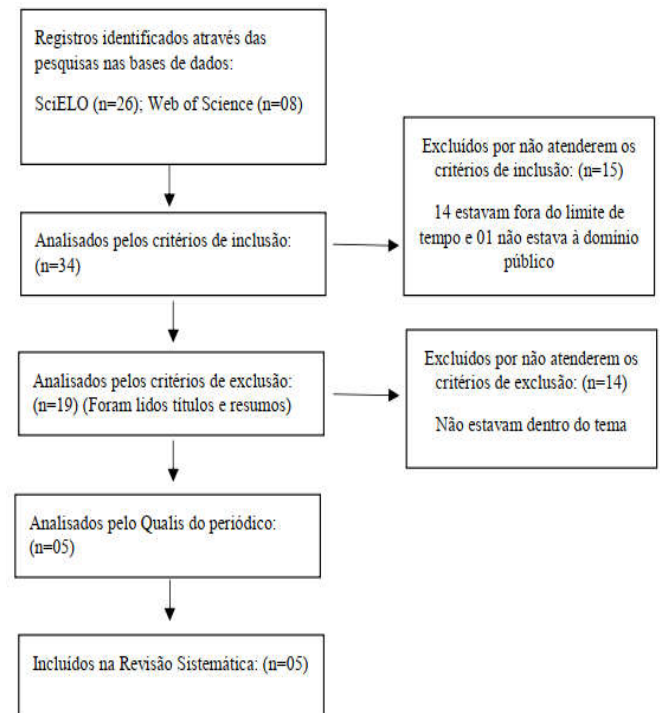 Registros identificados através das
pesquisas nas bases de dados:
SciELO (n=26); Web of Science (n=08)
Excluídos por não atenderem os
critérios de inclusão: (n=15)
14 estavam fora do limite de
tempo e 01 não estava à domínio
público
Analisados pelos critérios de inclusão:
(n=34)
Analisados pelos critérios de exclusão:
(n=19) (Foram lidos títulos e resumos)
Excluídos por não atenderem os
critérios de exclusão: (n=14)
Não estavam dentro do tema
Analisados pelo Qualis do periódico:
(n=05)
Incluídos na Revisão Sistemática: (n=05)